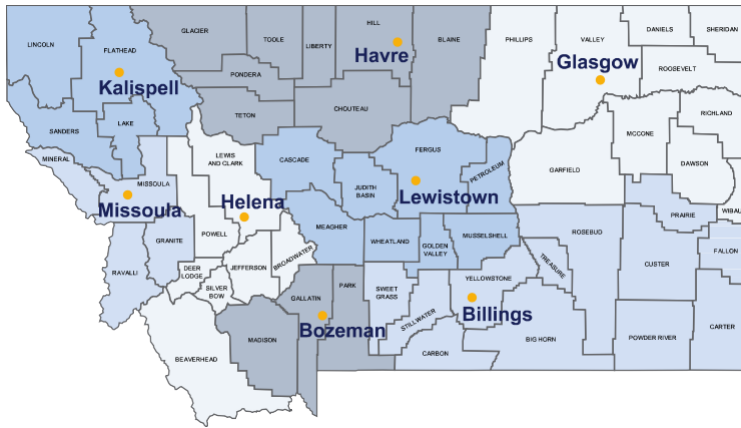 LINCOLN
FLATHEAD
GLACIER
TOOLE
LIBERTY
HILL
BLAINE
PHILLIPS
VALLEY
DANIELS
SHERIDAN
Kalispell
Havre
Glasgow
ROOSEVELT
PONDERA
TETON
CHOUTEAU
SANDERS
LAKE
RICHLAND
MCCONE
MINERAL
MISSOULA
LEWIS
AND CLARK
CASCADE
FERGUS
PETROLEUM
GARFIELD
DAWSON
JUDITH
BASIN
Missoula
Helena
Lewistown
WIBAU
PRAIRIE
POWELL
GRANITE
MEAGHER
WHEATLAND
GOLDEN
VALLEY
MUSSELSHELL
ROSEBUD
TREASURE
CUSTER
FALLON
RAVALLI
DEER
LODGE
JEFFERSON
BROADWATER
SILVER
BOW
GALLATIN
PARK
SWEET
GRASS
STILLWATER
YELLOWSTONE
Bozeman
Billings
MADISON
BEAVERHEAD
CARBON
BIG HORN
POWDER RIVER
CARTER